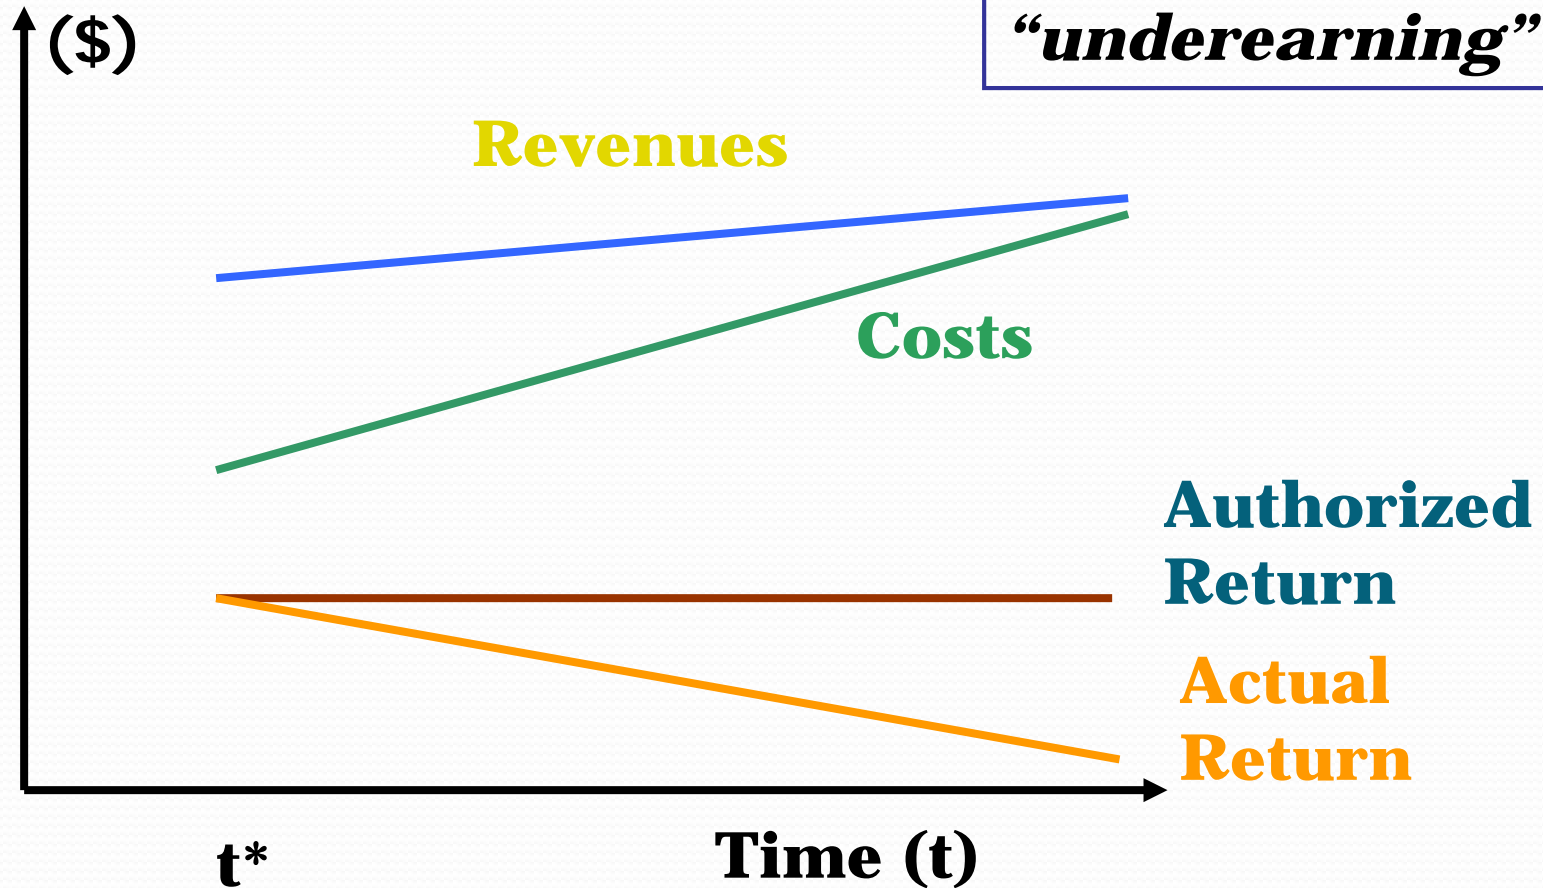 ($)
“underearning”
Revenues
Costs
Authorized
Return
Actual
Return
t*
Time (t)